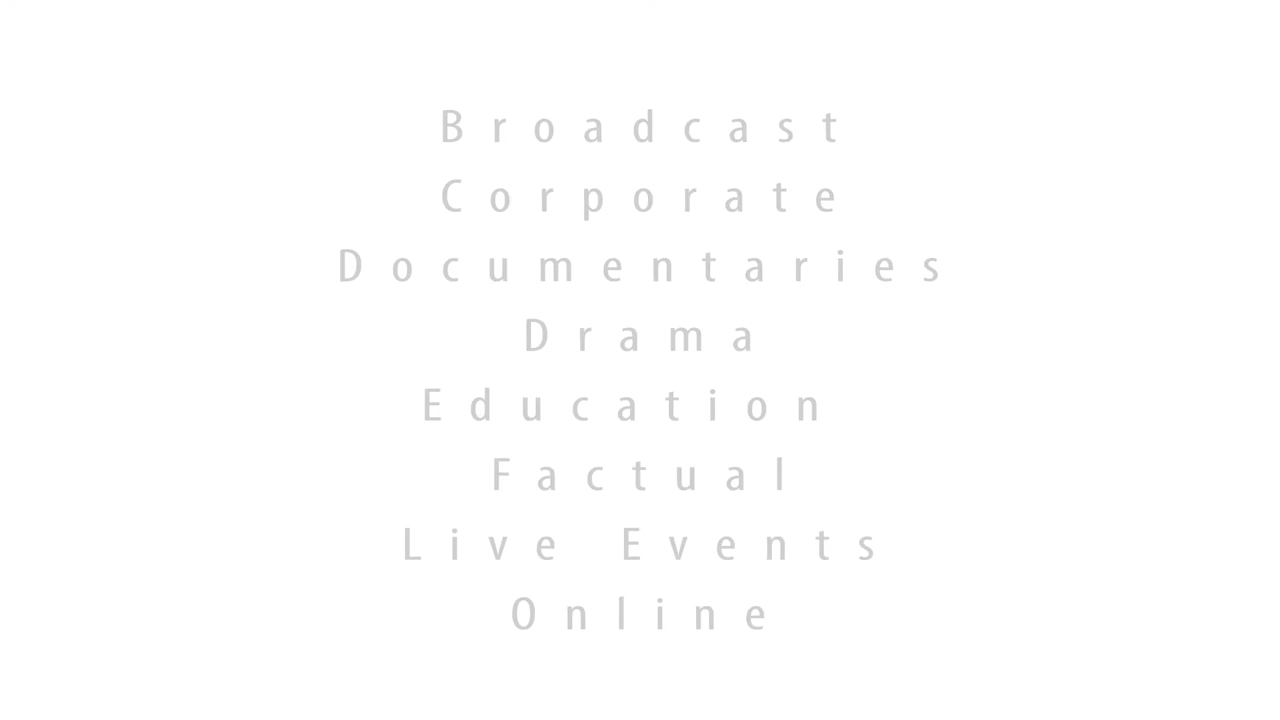 Broadcast
Corporate
Documentaries
Drama
Education
Factual
Live Events
Online